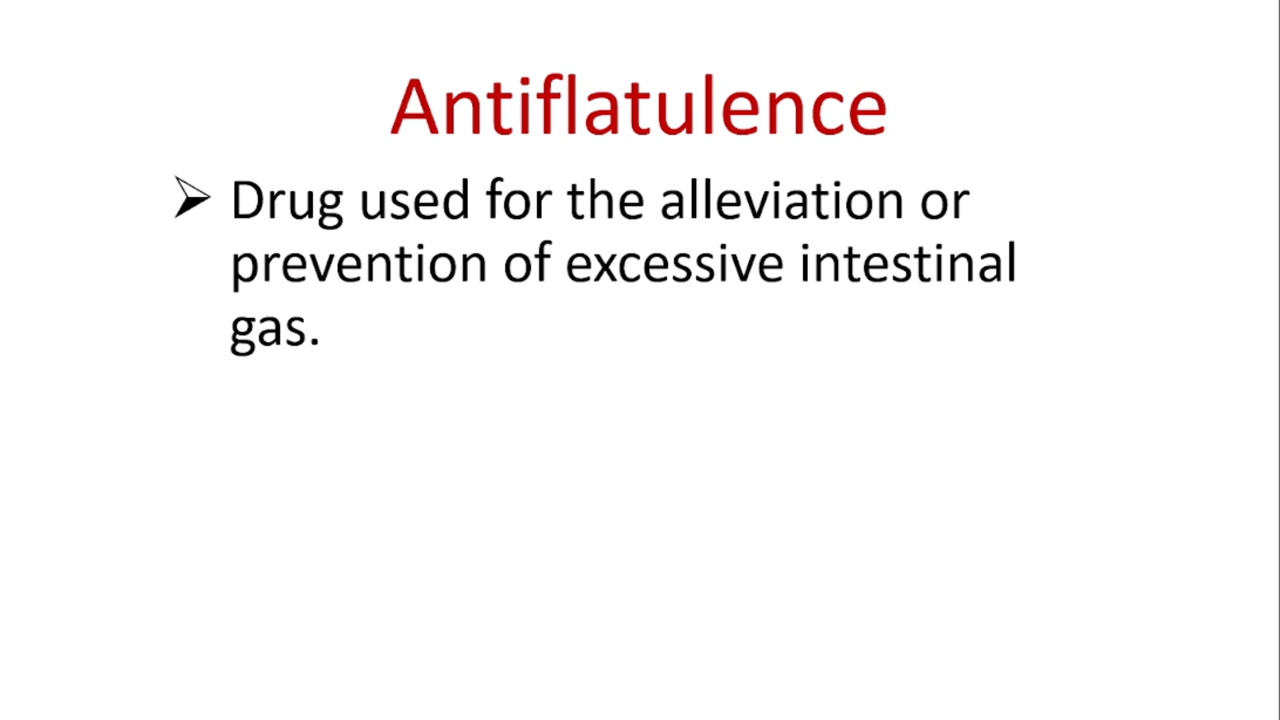 Antiflatulence
➢ Drug used for the alleviation or
prevention of excessive intestinal
gas.